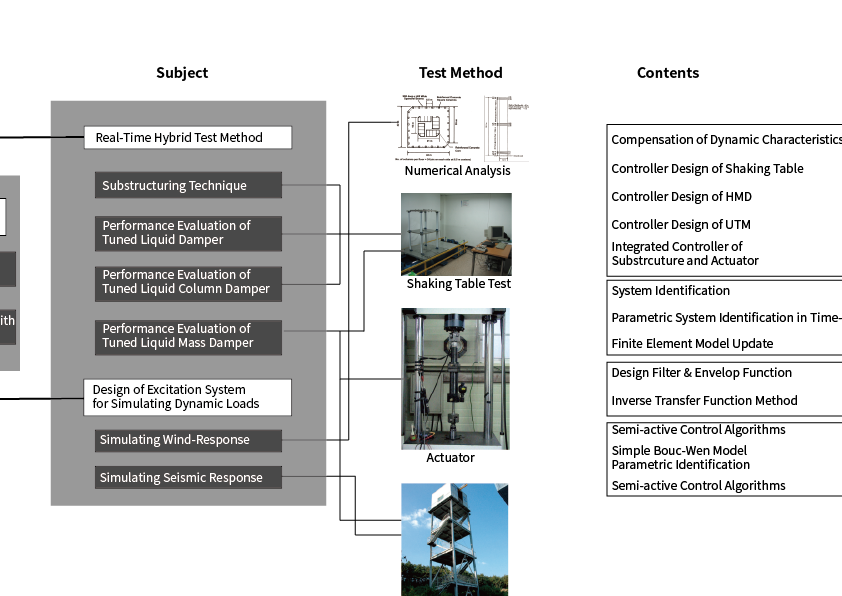 Subject
Test Method
Contents
Real-Time Hybrid Test Method
Substructuring Technique
Performance Evaluation of
Tuned Liquid Damper
Performance Evaluation of
Tuned Liquid Column Damper
Performance Evaluation of
Tuned Liquid Mass Damper
Design of Excitation System
for Simulating Dynamic Loads
Simulating Wind-Response
Simulating Seismic Response
ith
Numerical Analysis
Shaking Table Test
Actuator
Compensation of Dynamic Characteristics
Controller Design of Shaking Table
Controller Design of HMD
Controller Design of UTM
Integrated Controller of
Substrcuture and Actuator
System Identification
Parametric System Identification in Time-
Finite Element Model Update
Design Filter & Envelop Function
Inverse Transfer Function Method
Semi-active Control Algorithms
Simple Bouc-Wen Model
Parametric Identification
Semi-active Control Algorithms